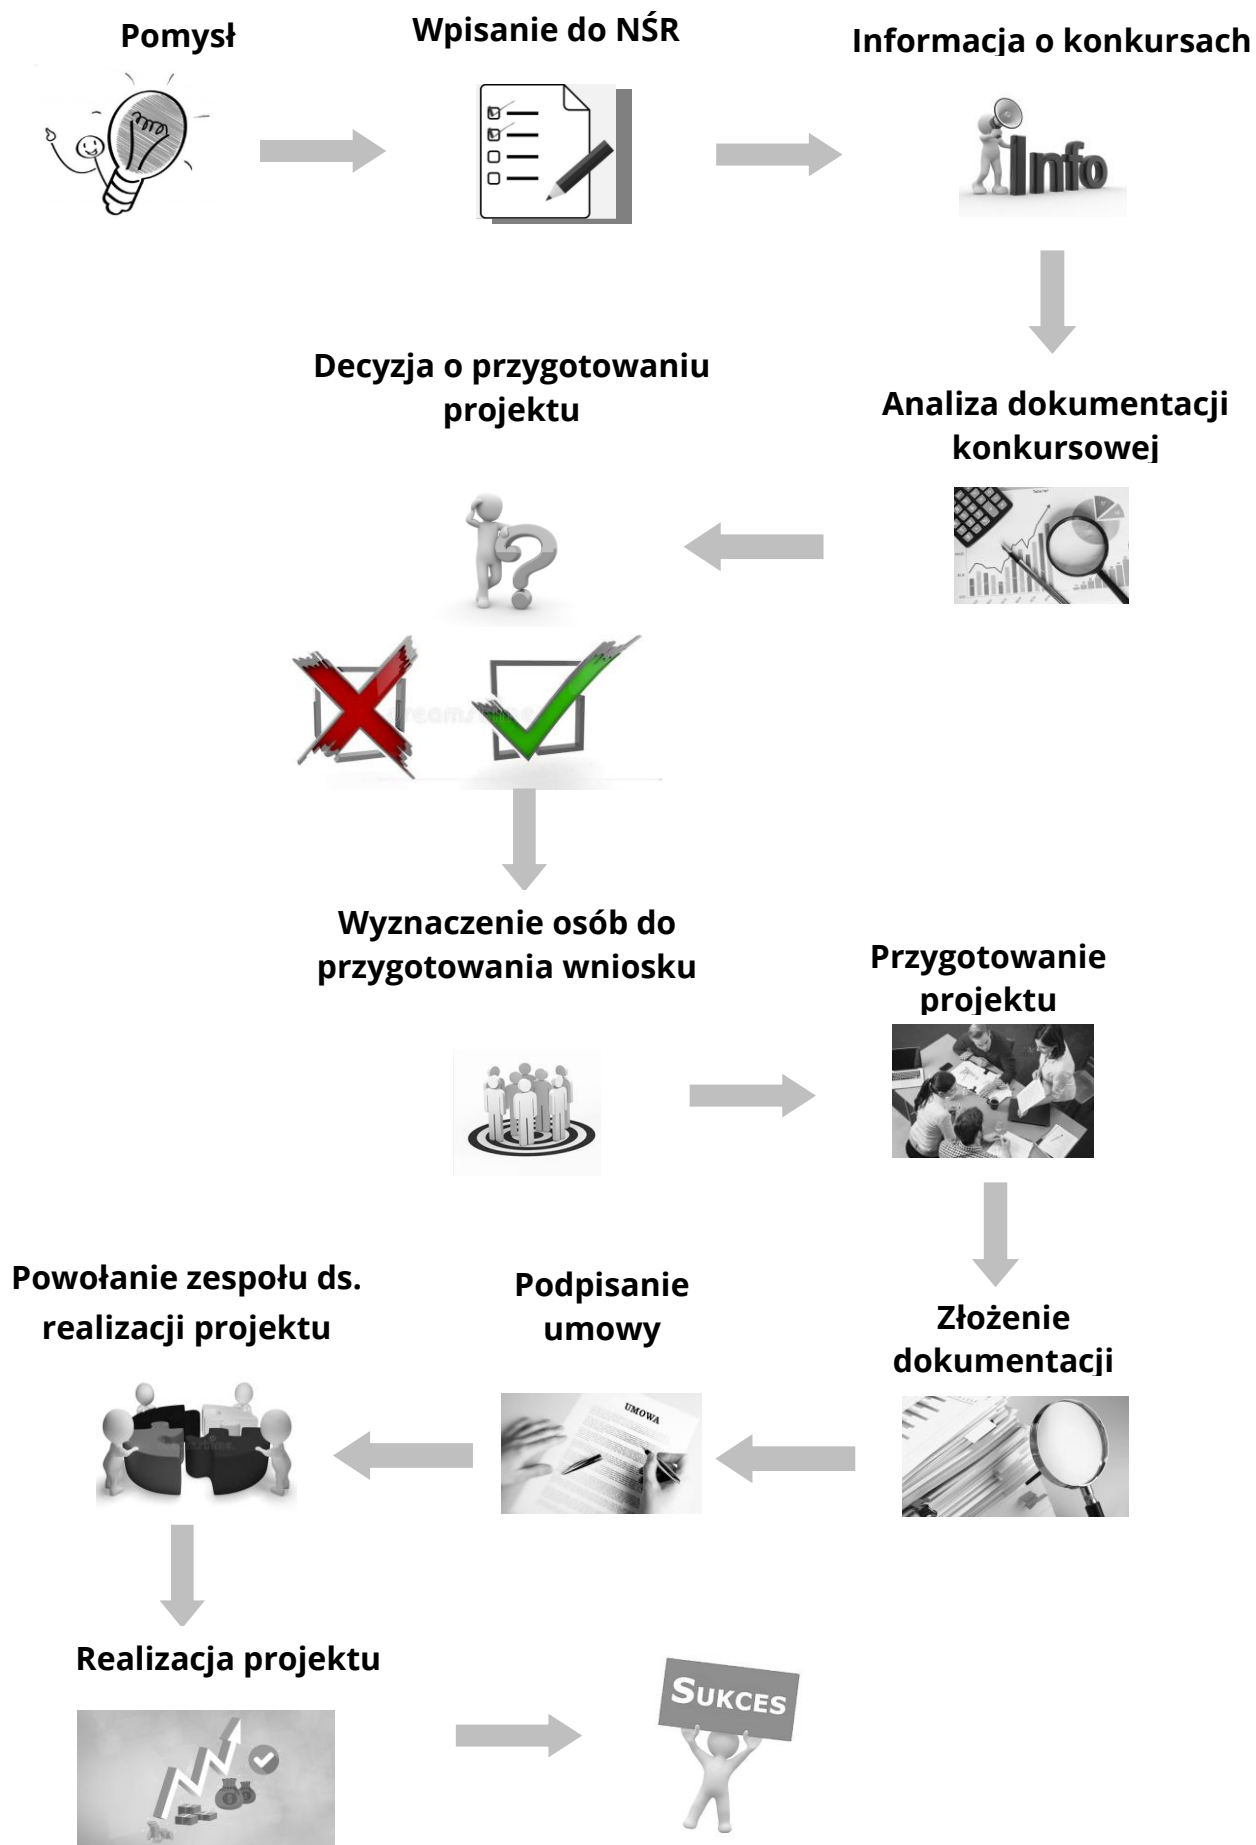 Pomysł
Wpisanie do NŚR
Informacja o konkursach
Info
Analiza dokumentacji
konkursowej
Decyzja o przygotowaniu
projektu
Wyznaczenie osób do
przygotowania wniosku
Przygotowanie
projektu
Złożenie
dokumentacji
Podpisanie
umowy
UMOWA
Powołanie zespołu ds.
realizacji projektu
Realizacja projektu
SUKCES